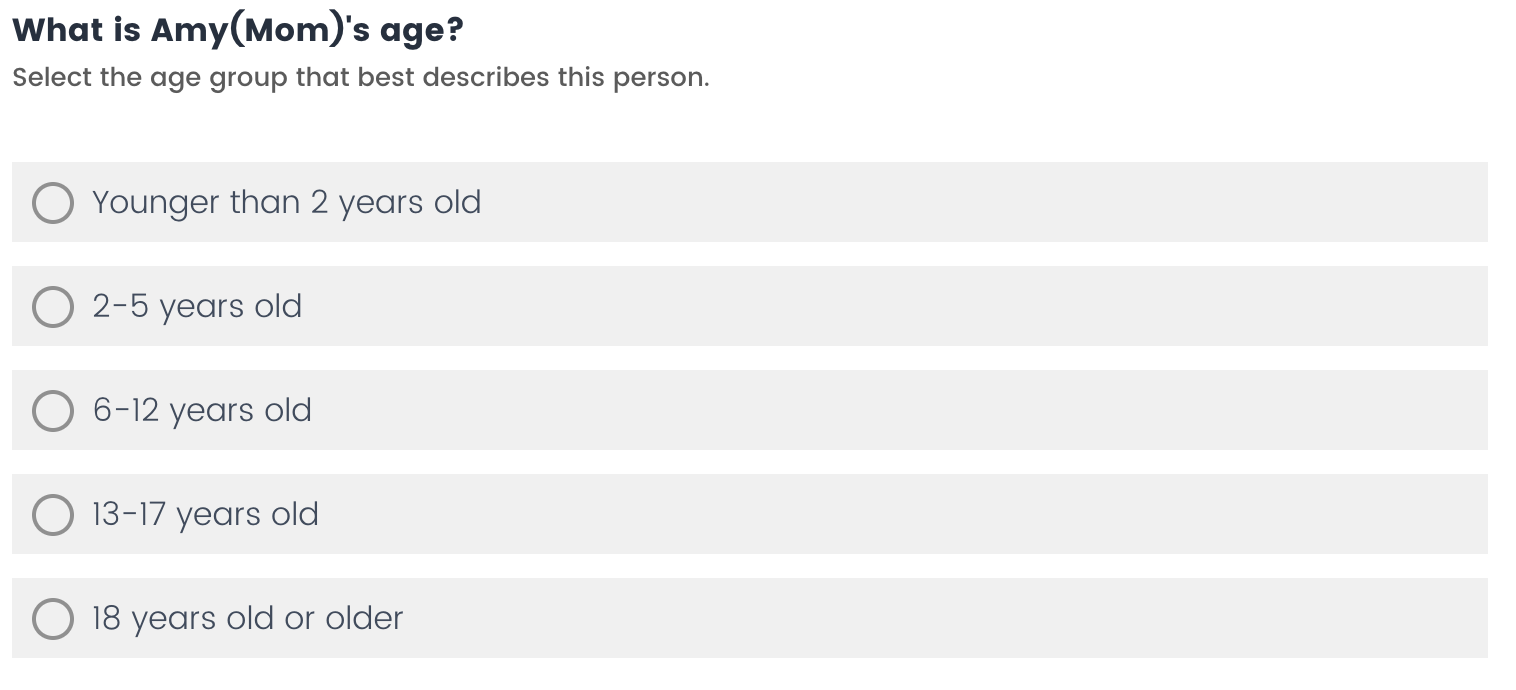 What is Amy(Mom)'s age?
Select the age group that best describes this person.
Younger than 2 years old
2-5 years old
6-12 years old
13-17 years old
18 years old or older